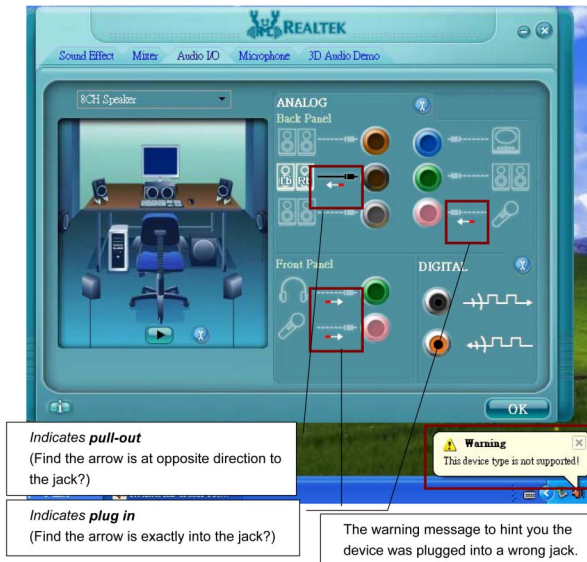 REALTEK
Sound Effect Mixer Audio I/O Microphone 3D Audio Demo
8CH Speaker
ANALOG
Back Panel
Lb Rb
Front Panel
DIGITAL
OK
Warning
This device type is not supported!
Indicates pull-out
(Find the arrow is at opposite direction to
the jack?)
Indicates plug in
(Find the arrow is exactly into the jack?)
The warning message to hint you the
device was plugged into a wrong jack.